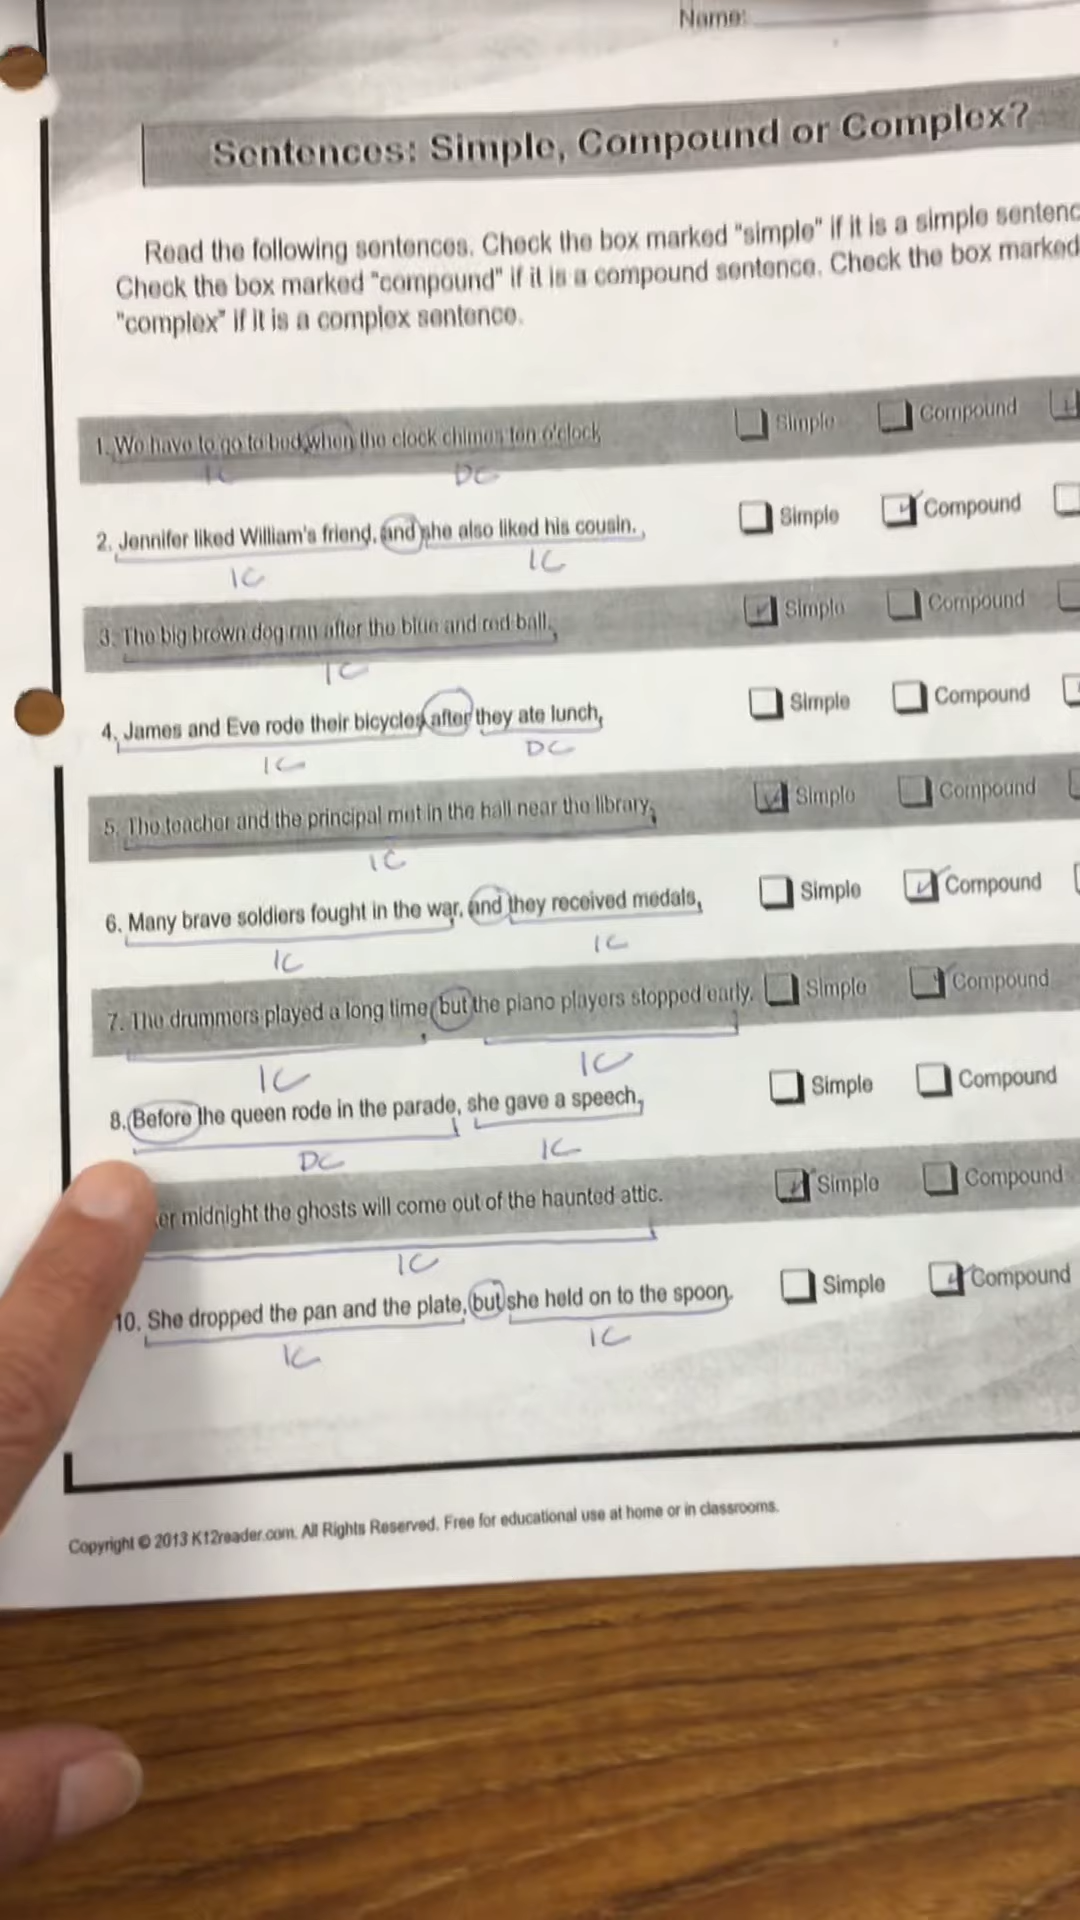 Name:
Sentences: Simple, Compound or Complex?
Read the following sentences. Check the box marked "simple" if it is a simple sentenc
Check the box marked "compound" if it is a compound sentence. Check the box marked
"complex" if it is a complex sentence.
1. We have to go to bed when the clock chimes ten o'clock Simple Compound
IC DC
2. Jennifer liked William's friend, and she also liked his cousin. Simple Compound
IC IC
3. The big brown dog ran after the blue and red ball. Simple Compound
IC
4. James and Eve rode their bicycles after they ate lunch. Simple Compound
IC DC
5. The teacher and the principal met in the hall near the library. Simple Compound
IC
6. Many brave soldiers fought in the war, and they received medals. Simple Compound
IC IC
7. The drummers played a long time, but the piano players stopped early. Simple Compound
IC IC
8. Before the queen rode in the parade, she gave a speech. Simple Compound
DC IC
er midnight the ghosts will come out of the haunted attic. Simple Compound
IC
10. She dropped the pan and the plate, but she held on to the spoon. Simple Compound
IC IC
Copyright © 2013 K12reader.com. All Rights Reserved. Free for educational use at home or in classrooms.